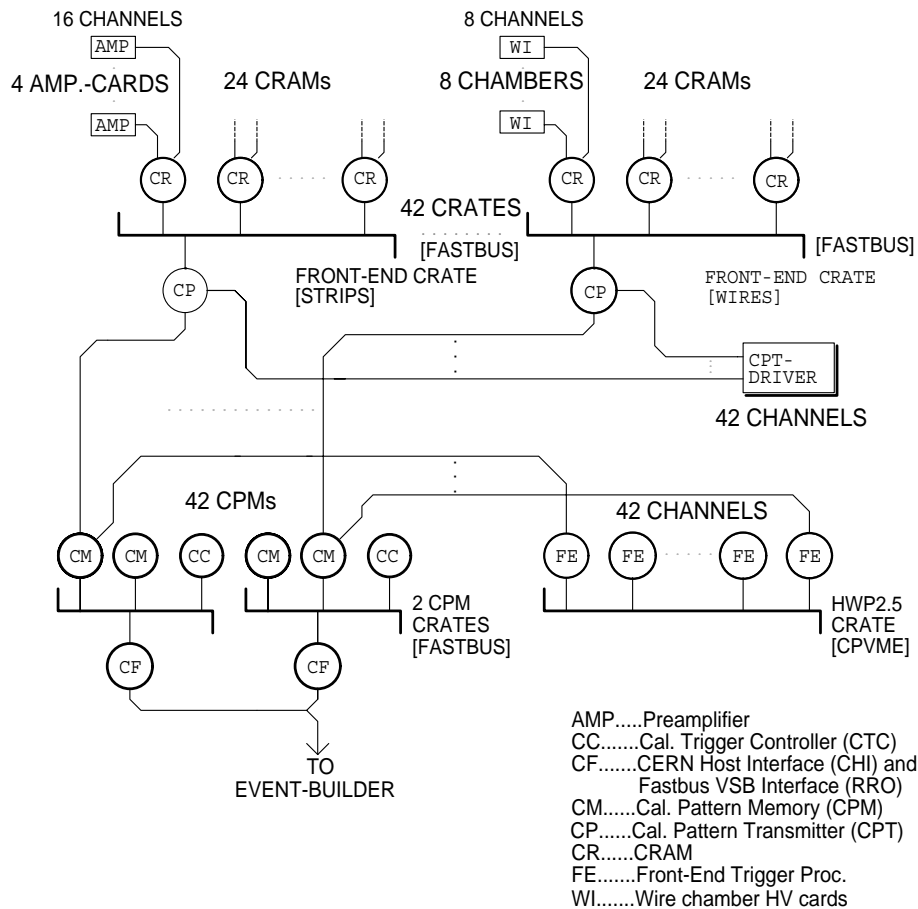 16 CHANNELS
8 CHANNELS
AMP
WI
4 AMP.-CARDS
24 CRAMs
8 CHAMBERS
24 CRAMs
AMP
WI
CR
CR
CR
CR
CR
CR
42 CRATES
[FASTBUS]
[FASTBUS]
FRONT-END CRATE
[STRIPS]
FRONT-END CRATE
[WIRES]
CP
CP
CPT-
DRIVER
42 CHANNELS
42 CPMs
42 CHANNELS
CM
CM
CC
CM
CM
CC
FE
FE
FE
FE
2 CPM
CRATES
[FASTBUS]
HWP2.5
CRATE
[CPVME]
CF
CF
TO
EVENT-BUILDER
AMP.....Preamplifier
CC.......Cal. Trigger Controller (CTC)
CF.......CERN Host Interface (CHI) and
Fastbus VSB Interface (RRO)
CM......Cal. Pattern Memory (CPM)
CP......Cal. Pattern Transmitter (CPT)
CR......CRAM
FE.......Front-End Trigger Proc.
WI.......Wire chamber HV cards